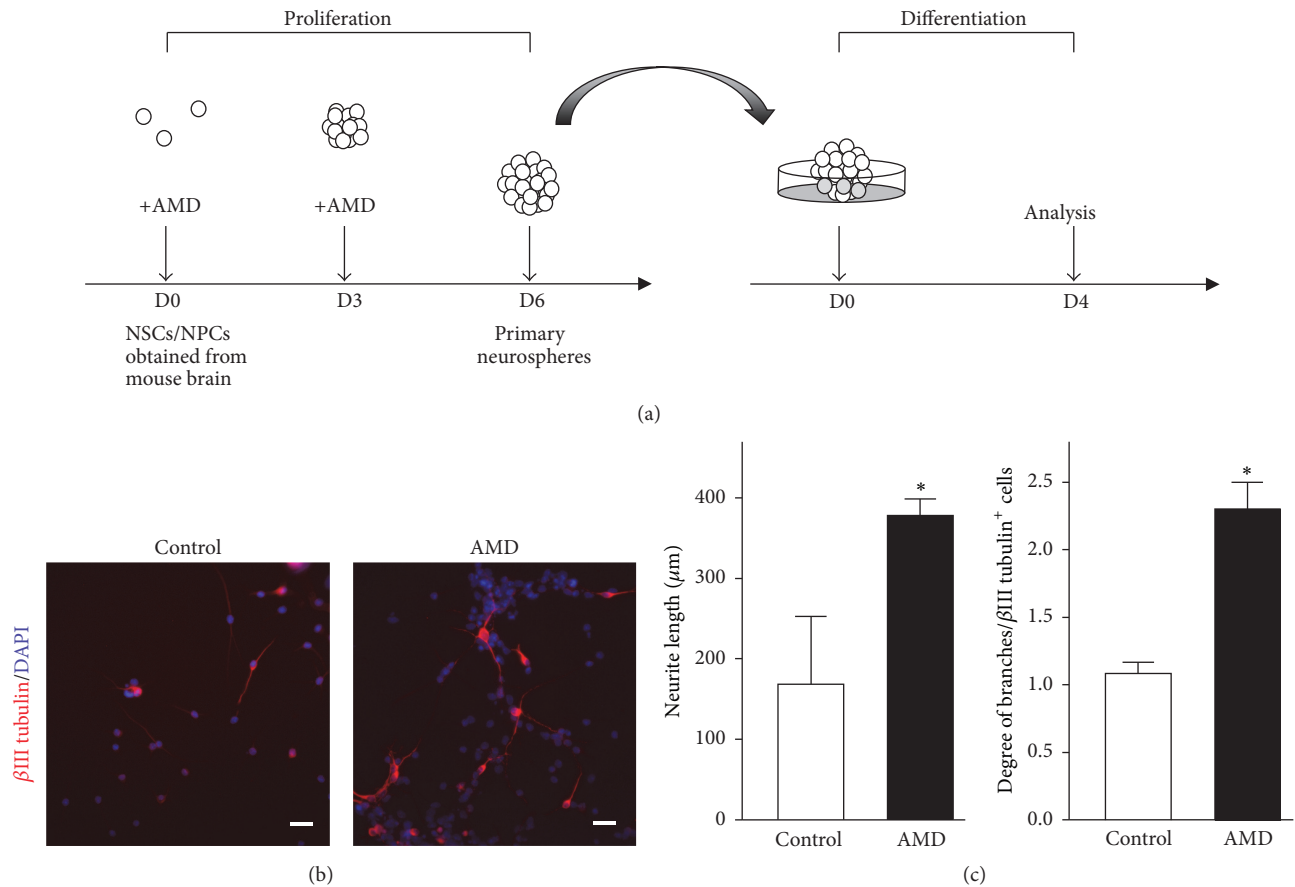 Proliferation
Differentiation
+AMD
+AMD
Analysis
D0
D3
D6
D0
D4
NSCs/NPCs
obtained from
mouse brain
Primary
neurospheres
(a)
βIII tubulin/DAPI
Control
AMD
(b)
Neurite length (μm)
400
300
200
100
0
*
Control
AMD
Degree of branches/βIII tubulin⁺ cells
2.5
2.0
1.5
1.0
0.5
0.0
*
Control
AMD
(c)